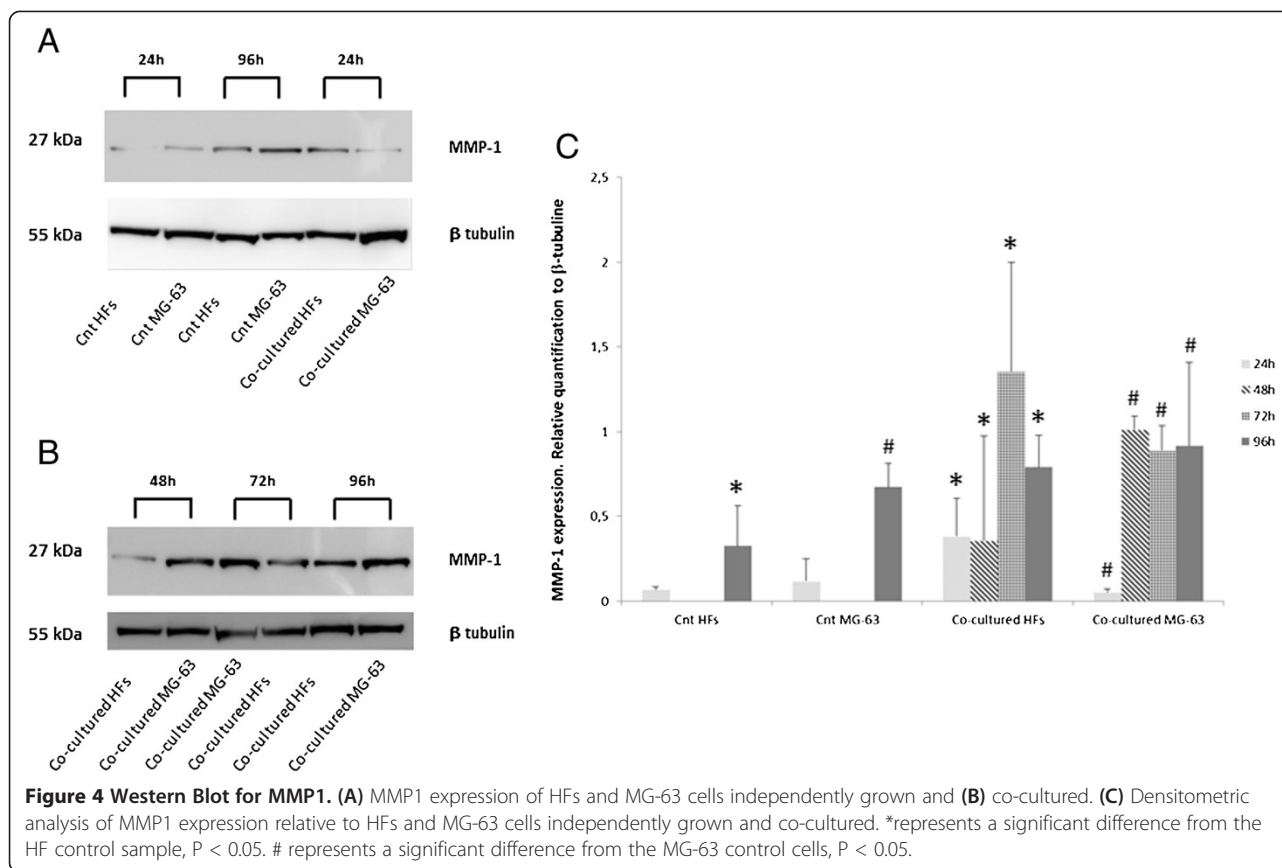 A
24h 96h 24h
27 kDa MMP-1
55 kDa β tubulin
Cnt HFs
Cnt MG-63
Cnt HFs
Cnt MG-63
Co-cultured HFs
Co-cultured MG-63
B
48h 72h 96h
27 kDa MMP-1
55 kDa β tubulin
Co-cultured HFs
Co-cultured MG-63
Co-cultured MG-63
Co-cultured HFs
Co-cultured HFs
Co-cultured MG-63
C
MMP-1 expression. Relative quantification to β-tubuline
2,5
2
1,5
1
0,5
0
* # * * * * # # # #
Cnt HFs Cnt MG-63 Co-cultured HFs Co-cultured MG-63
24h
48h
72h
96h
Figure 4 Western Blot for MMP1. (A) MMP1 expression of HFs and MG-63 cells independently grown and (B) co-cultured. (C) Densitometric
analysis of MMP1 expression relative to HFs and MG-63 cells independently grown and co-cultured. *represents a significant difference from the
HF control sample, P < 0.05. # represents a significant difference from the MG-63 control cells, P < 0.05.